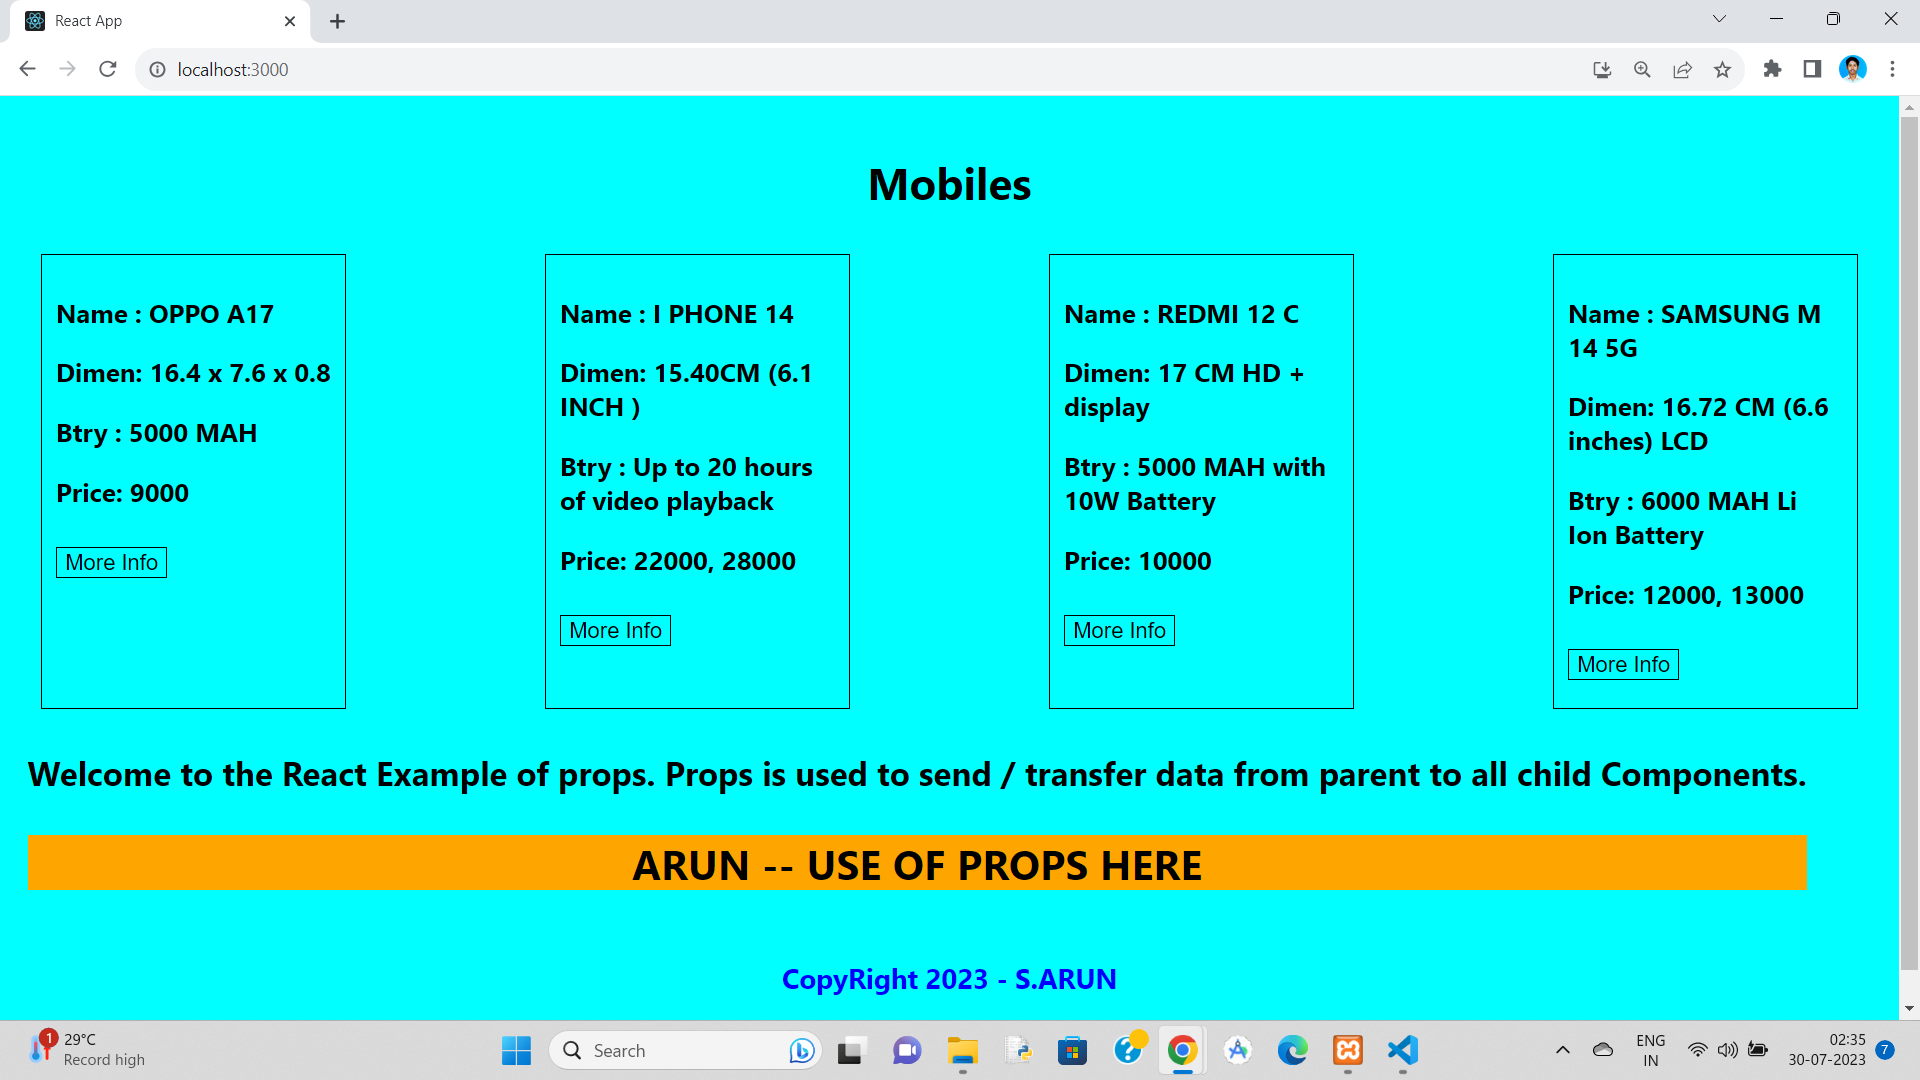 React App
localhost:3000
Mobiles
Name : OPPO A17
Dimen: 16.4 x 7.6 x 0.8
Btry : 5000 MAH
Price: 9000
More Info
Name : I PHONE 14
Dimen: 15.40CM (6.1
INCH )
Btry : Up to 20 hours
of video playback
Price: 22000, 28000
More Info
Name : REDMI 12 C
Dimen: 17 CM HD +
display
Btry : 5000 MAH with
10W Battery
Price: 10000
More Info
Name : SAMSUNG M
14 5G
Dimen: 16.72 CM (6.6
inches) LCD
Btry : 6000 MAH Li
Ion Battery
Price: 12000, 13000
More Info
Welcome to the React Example of props. Props is used to send / transfer data from parent to all child Components.
ARUN -- USE OF PROPS HERE
CopyRight 2023 - S.ARUN
1
29°C
Record high
Search
ENG
IN
02:35
30-07-2023
7